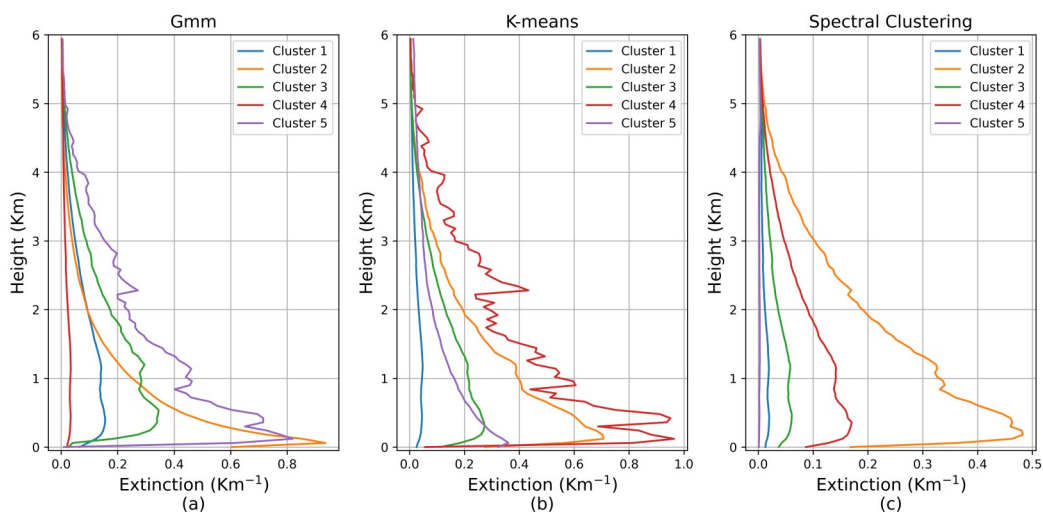 Gmm
Cluster 1
Cluster 2
Cluster 3
Cluster 4
Cluster 5
6
5
4
3
2
1
0
Height (Km)
0.0 0.2 0.4 0.6 0.8
Extinction (Km⁻¹)
(a)
K-means
Cluster 1
Cluster 2
Cluster 3
Cluster 4
Cluster 5
6
5
4
3
2
1
0
Height (Km)
0.0 0.2 0.4 0.6 0.8 1.0
Extinction (Km⁻¹)
(b)
Spectral Clustering
Cluster 1
Cluster 2
Cluster 3
Cluster 4
Cluster 5
6
5
4
3
2
1
0
Height (Km)
0.0 0.1 0.2 0.3 0.4 0.5
Extinction (Km⁻¹)
(c)